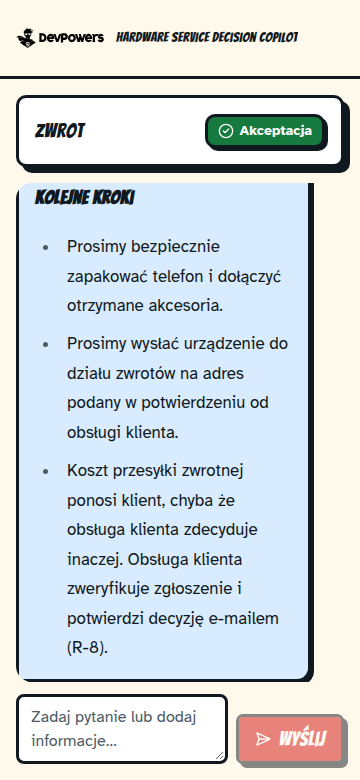 DevPowers HARDWARE SERVICE DECISION COPILOT
ZWROT
Akceptacja
KOLEJNE KROKI
Prosimy bezpiecznie
zapakować telefon i dołączyć
otrzymane akcesoria.
Prosimy wysłać urządzenie do
działu zwrotów na adres
podany w potwierdzeniu od
obsługi klienta.
Koszt przesyłki zwrotnej
ponosi klient, chyba że
obsługa klienta zdecyduje
inaczej. Obsługa klienta
zweryfikuje zgłoszenie i
potwierdzi decyzję e-mailem
(R-8).
Zadaj pytanie lub dodaj
informacje...
WYŚLIJ